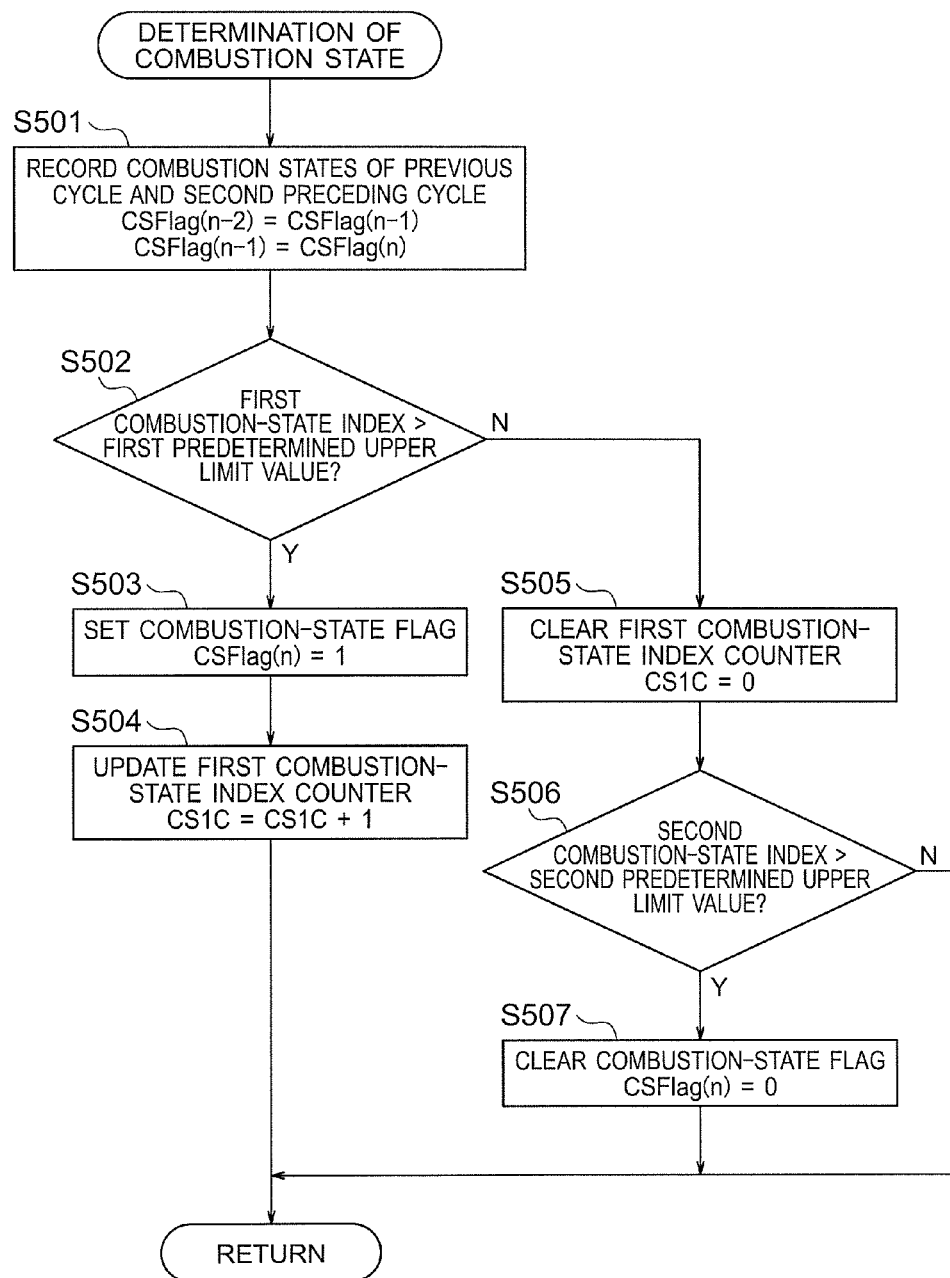 DETERMINATION OF
COMBUSTION STATE
S501
RECORD COMBUSTION STATES OF PREVIOUS
CYCLE AND SECOND PRECEDING CYCLE
CSFlag(n-2) = CSFlag(n-1)
CSFlag(n-1) = CSFlag(n)
S502
FIRST
COMBUSTION-STATE INDEX >
FIRST PREDETERMINED UPPER
LIMIT VALUE?
N
Y
S503
SET COMBUSTION-STATE FLAG
CSFlag(n) = 1
S504
UPDATE FIRST COMBUSTION-
STATE INDEX COUNTER
CS1C = CS1C + 1
S505
CLEAR FIRST COMBUSTION-
STATE INDEX COUNTER
CS1C = 0
S506
SECOND
COMBUSTION-STATE INDEX >
SECOND PREDETERMINED UPPER
LIMIT VALUE?
N
Y
S507
CLEAR COMBUSTION-STATE FLAG
CSFlag(n) = 0
RETURN